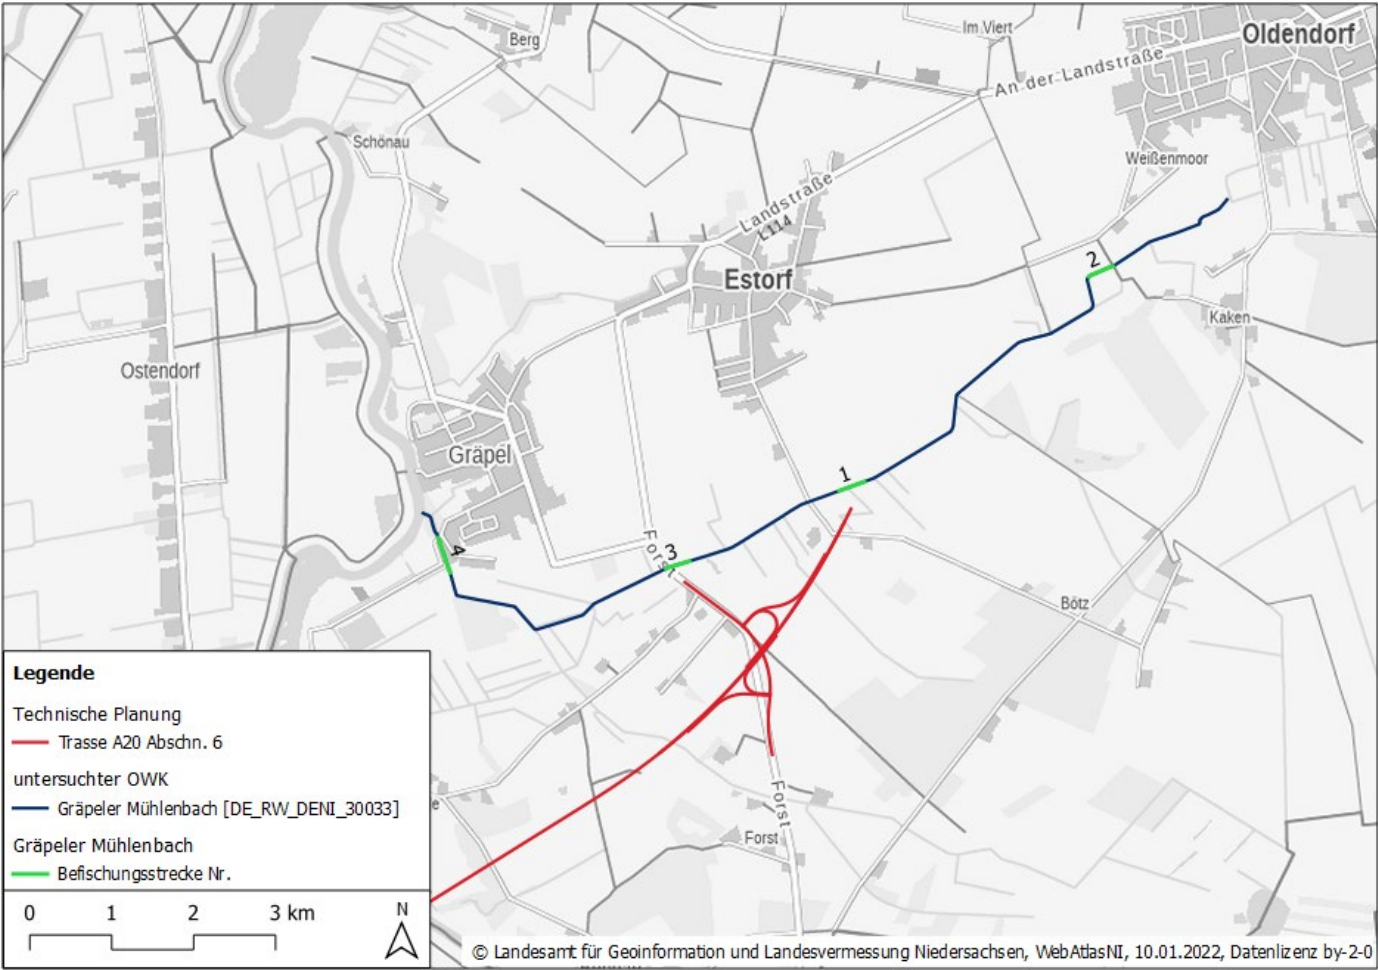 Berg
Im Viert
Oldendorf
An der Landstraße
Schönau
Weißenmoor
Landstraße
L114
2
Estorf
Kaken
Ostendorf
Gräpel
1
4
Forst
3
Bötz
Legende
Technische Planung
Trasse A20 Abschn. 6
untersuchter OWK
Gräpeler Mühlenbach [DE_RW_DENI_30033]
Gräpeler Mühlenbach
Befischungsstrecke Nr.
Forst
Forst
0 1 2 3 km
N
© Landesamt für Geoinformation und Landesvermessung Niedersachsen, WebAtlasNI, 10.01.2022, Datenlizenz by-2-0